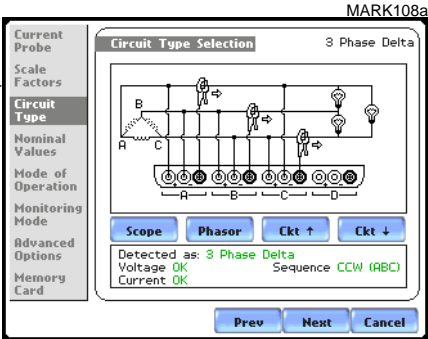 MARK108a
Current
Probe
Scale
Factors
Circuit
Type
Nominal
Values
Mode of
Operation
Monitoring
Mode
Advanced
Options
Memory
Card
Circuit Type Selection 3 Phase Delta
B
A C
A B C D
Scope Phasor Ckt ↑ Ckt ↓
Detected as: 3 Phase Delta
Voltage OK Sequence CCW (ABC)
Current OK
Prev Next Cancel